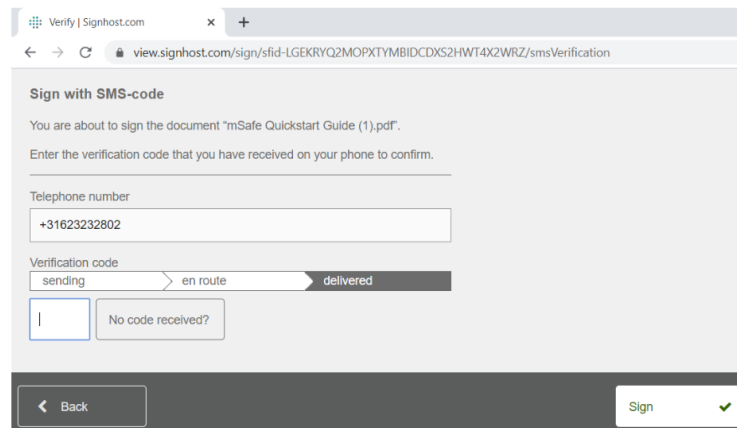 Verify | Signhost.com
view.signhost.com/sign/sfid-LGEKRYQ2MOPXTYMBIDCDXS2HWT4X2WRZ/smsVerification
Sign with SMS-code
You are about to sign the document “mSafe Quickstart Guide (1).pdf”.
Enter the verification code that you have received on your phone to confirm.
Telephone number
+31623232802
Verification code
sending en route delivered
No code received?
Back Sign